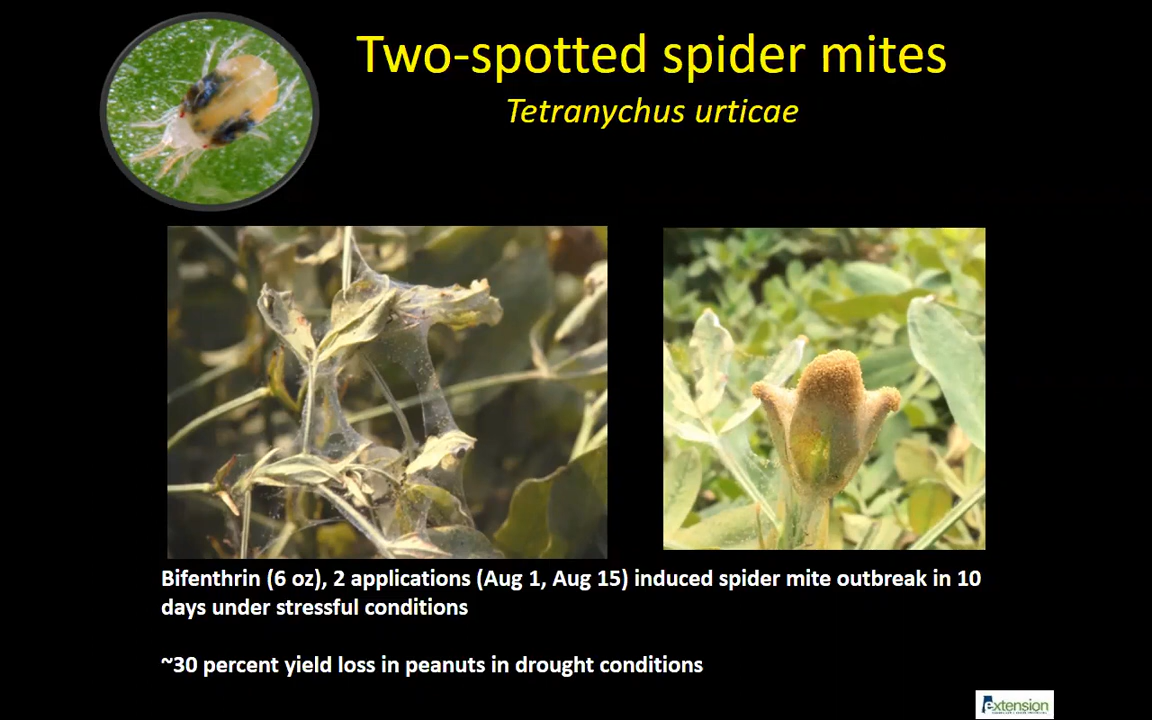 Two-spotted spider mites
Tetranychus urticae
Bifenthrin (6 oz), 2 applications (Aug 1, Aug 15) induced spider mite outbreak in 10
days under stressful conditions
~30 percent yield loss in peanuts in drought conditions
extension